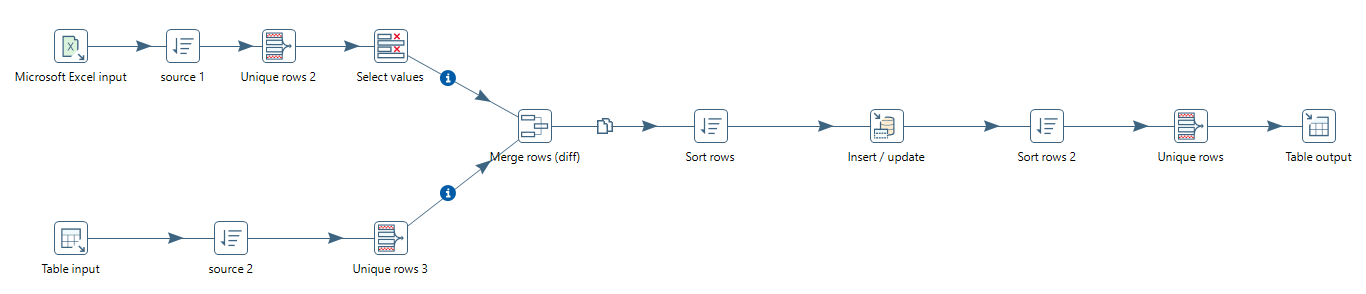 Microsoft Excel input
source 1
Unique rows 2
Select values
Merge rows (diff)
Sort rows
Insert / update
Sort rows 2
Unique rows
Table output
Table input
source 2
Unique rows 3